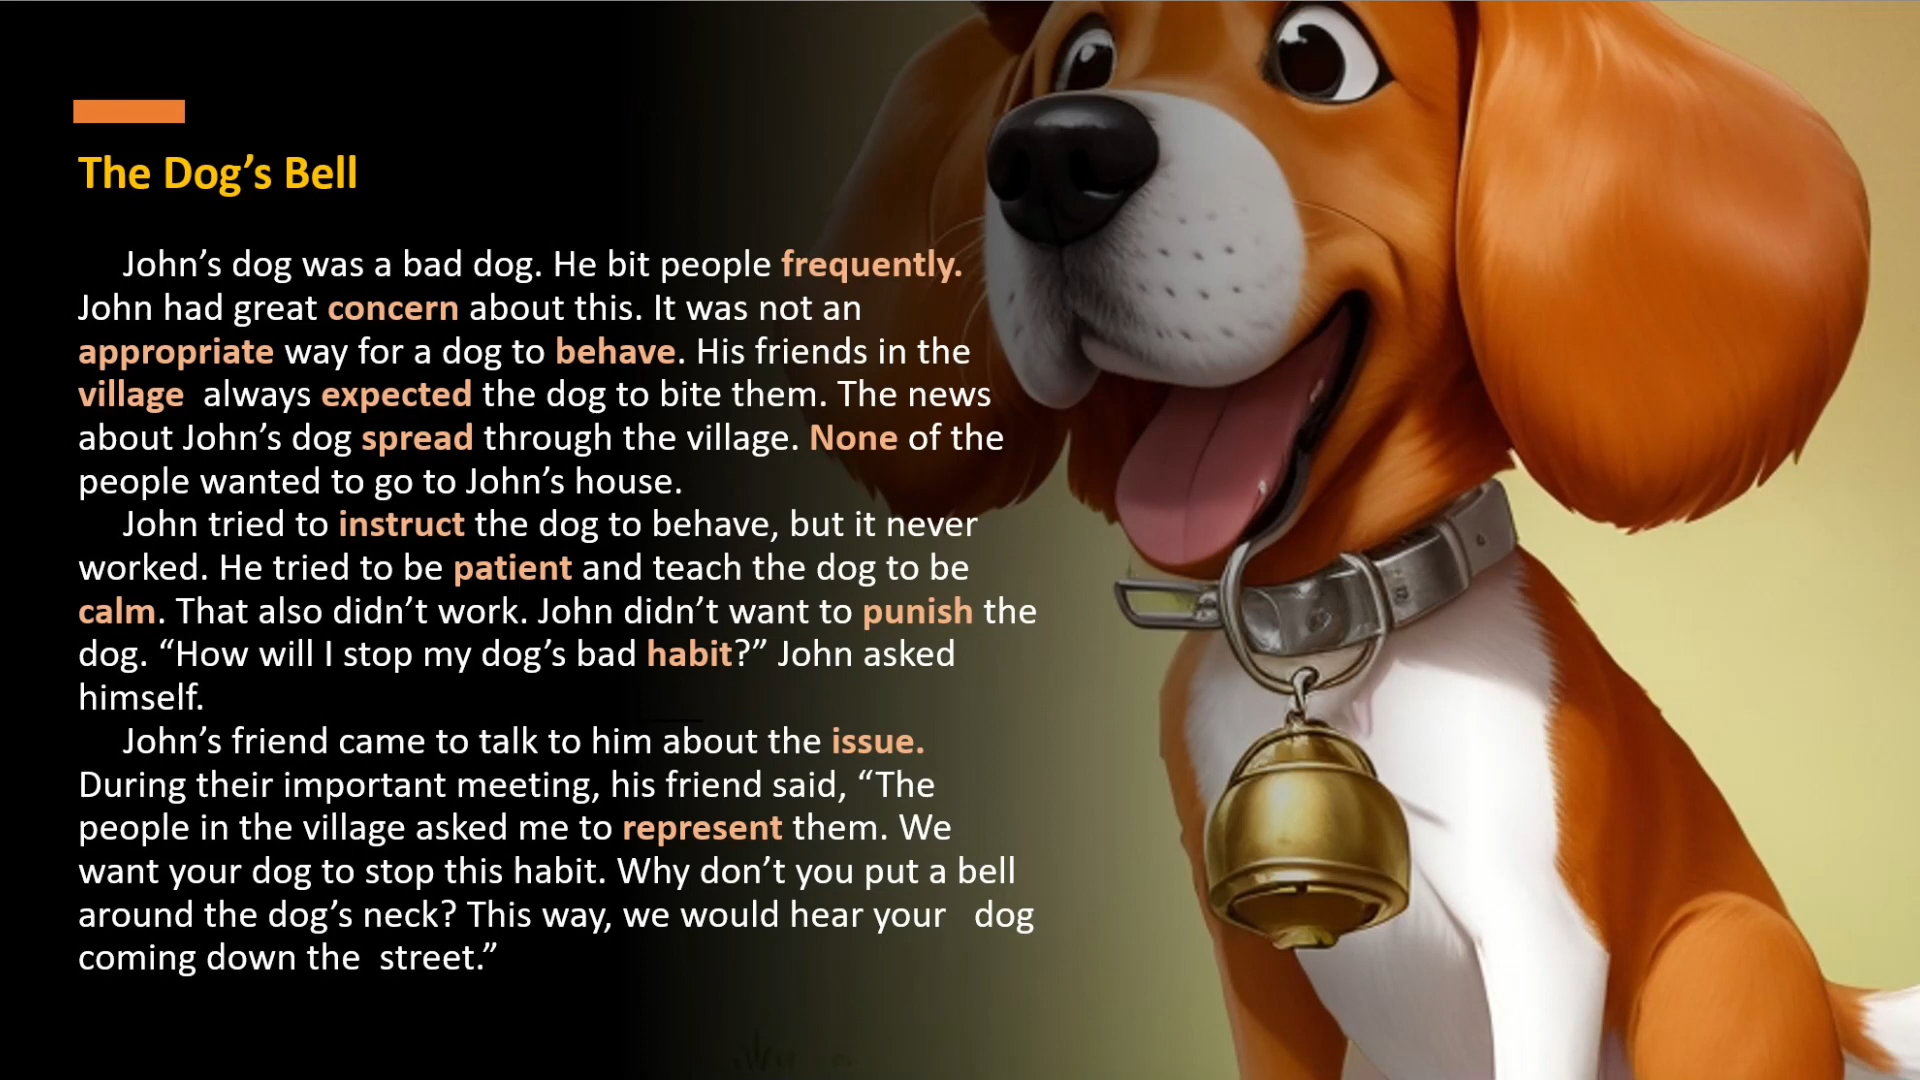 The Dog’s Bell
John’s dog was a bad dog. He bit people frequently.
John had great concern about this. It was not an
appropriate way for a dog to behave. His friends in the
village always expected the dog to bite them. The news
about John’s dog spread through the village. None of the
people wanted to go to John’s house.
John tried to instruct the dog to behave, but it never
worked. He tried to be patient and teach the dog to be
calm. That also didn’t work. John didn’t want to punish the
dog. “How will I stop my dog’s bad habit?” John asked
himself.
John’s friend came to talk to him about the issue.
During their important meeting, his friend said, “The
people in the village asked me to represent them. We
want your dog to stop this habit. Why don’t you put a bell
around the dog’s neck? This way, we would hear your dog
coming down the street.”